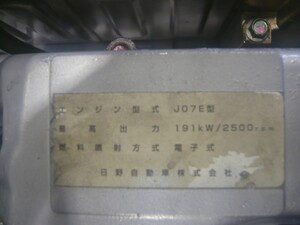 エンジン型式 J07E型
最高出力 191kW/2500rpm
燃料噴射方式 電子式
日野自動車株式会社